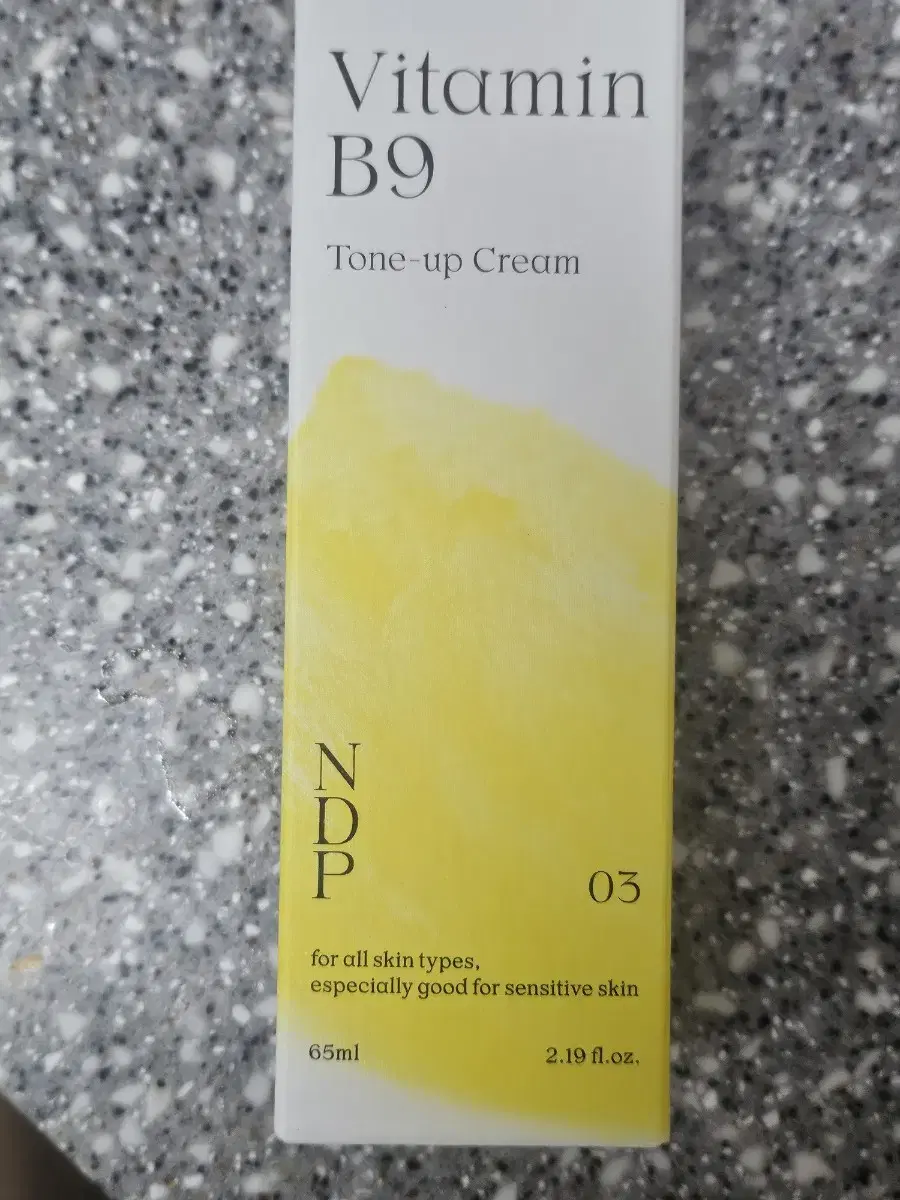 Vitamin
B9
Tone-up Cream
N
D
P
03
for all skin types,
especially good for sensitive skin
65ml 2.19 fl.oz.